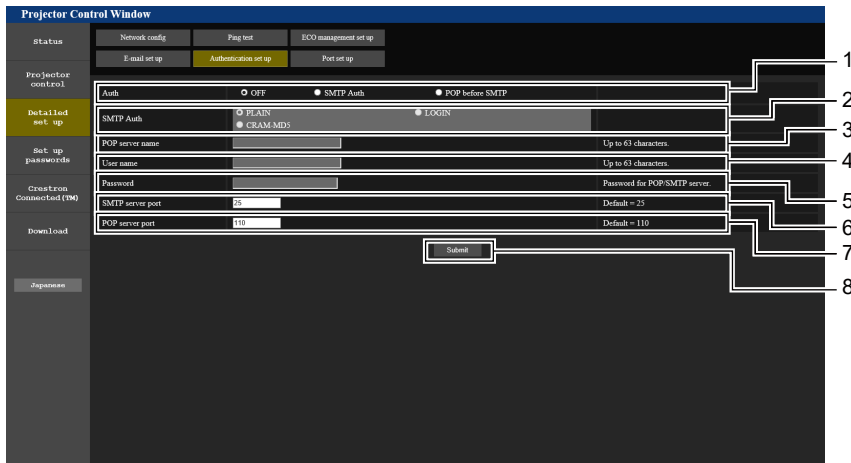 Projector Control Window
Status
Network config
Ping test
ECO management set up
E-mail set up
Authentication set up
Port set up
Projector
control
Detailed
set up
Set up
passwords
Crestron
Connected(TM)
Download
Japanese
Auth
OFF
SMTP Auth
POP before SMTP
1
SMTP Auth
PLAIN
LOGIN
CRAM-MD5
2
POP server name
Up to 63 characters.
3
User name
Up to 63 characters.
4
Password
Password for POP/SMTP server.
5
SMTP server port
25
Default = 25
6
POP server port
110
Default = 110
7
Submit
8